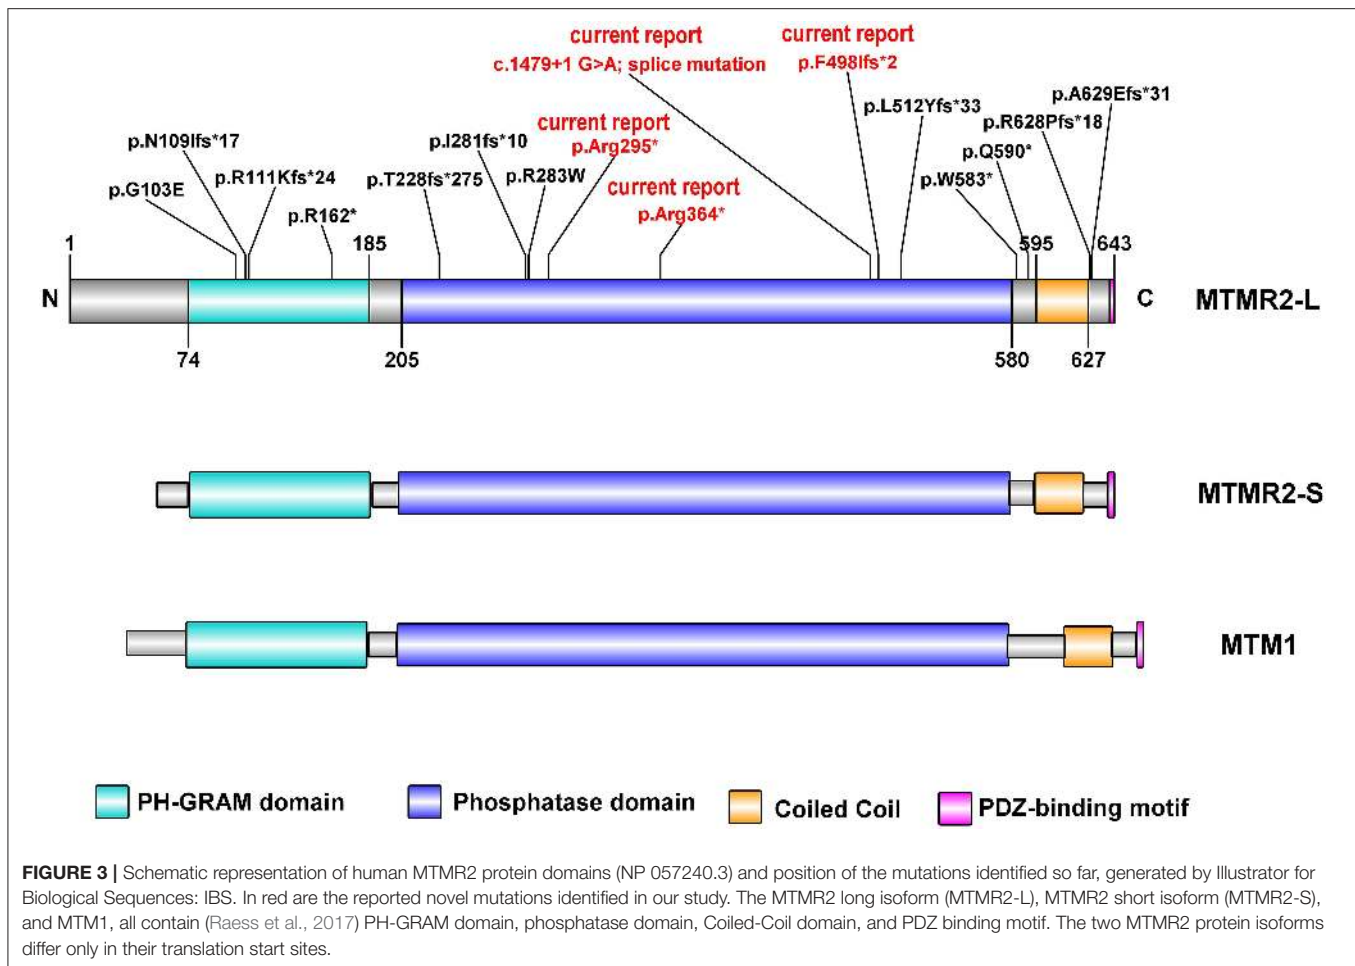 current report
current report
c.1479+1 G>A; splice mutation
p.F498Ifs*2
p.A629Efs*31
p.L512Yfs*33
p.R628Pfs*18
current report
p.N109Ifs*17
p.I281fs*10
p.Arg295*
p.Q590*
p.G103E
p.R111Kfs*24
p.T228fs*275
p.R283W
p.W583*
current report
p.R162*
p.Arg364*
1
185
595
643
N
C
MTMR2-L
74
205
580
627
MTMR2-S
MTM1
PH-GRAM domain
Phosphatase domain
Coiled Coil
PDZ-binding motif
FIGURE 3 | Schematic representation of human MTMR2 protein domains (NP 057240.3) and position of the mutations identified so far, generated by Illustrator for
Biological Sequences: IBS. In red are the reported novel mutations identified in our study. The MTMR2 long isoform (MTMR2-L), MTMR2 short isoform (MTMR2-S),
and MTM1, all contain (Raess et al., 2017) PH-GRAM domain, phosphatase domain, Coiled-Coil domain, and PDZ binding motif. The two MTMR2 protein isoforms
differ only in their translation start sites.